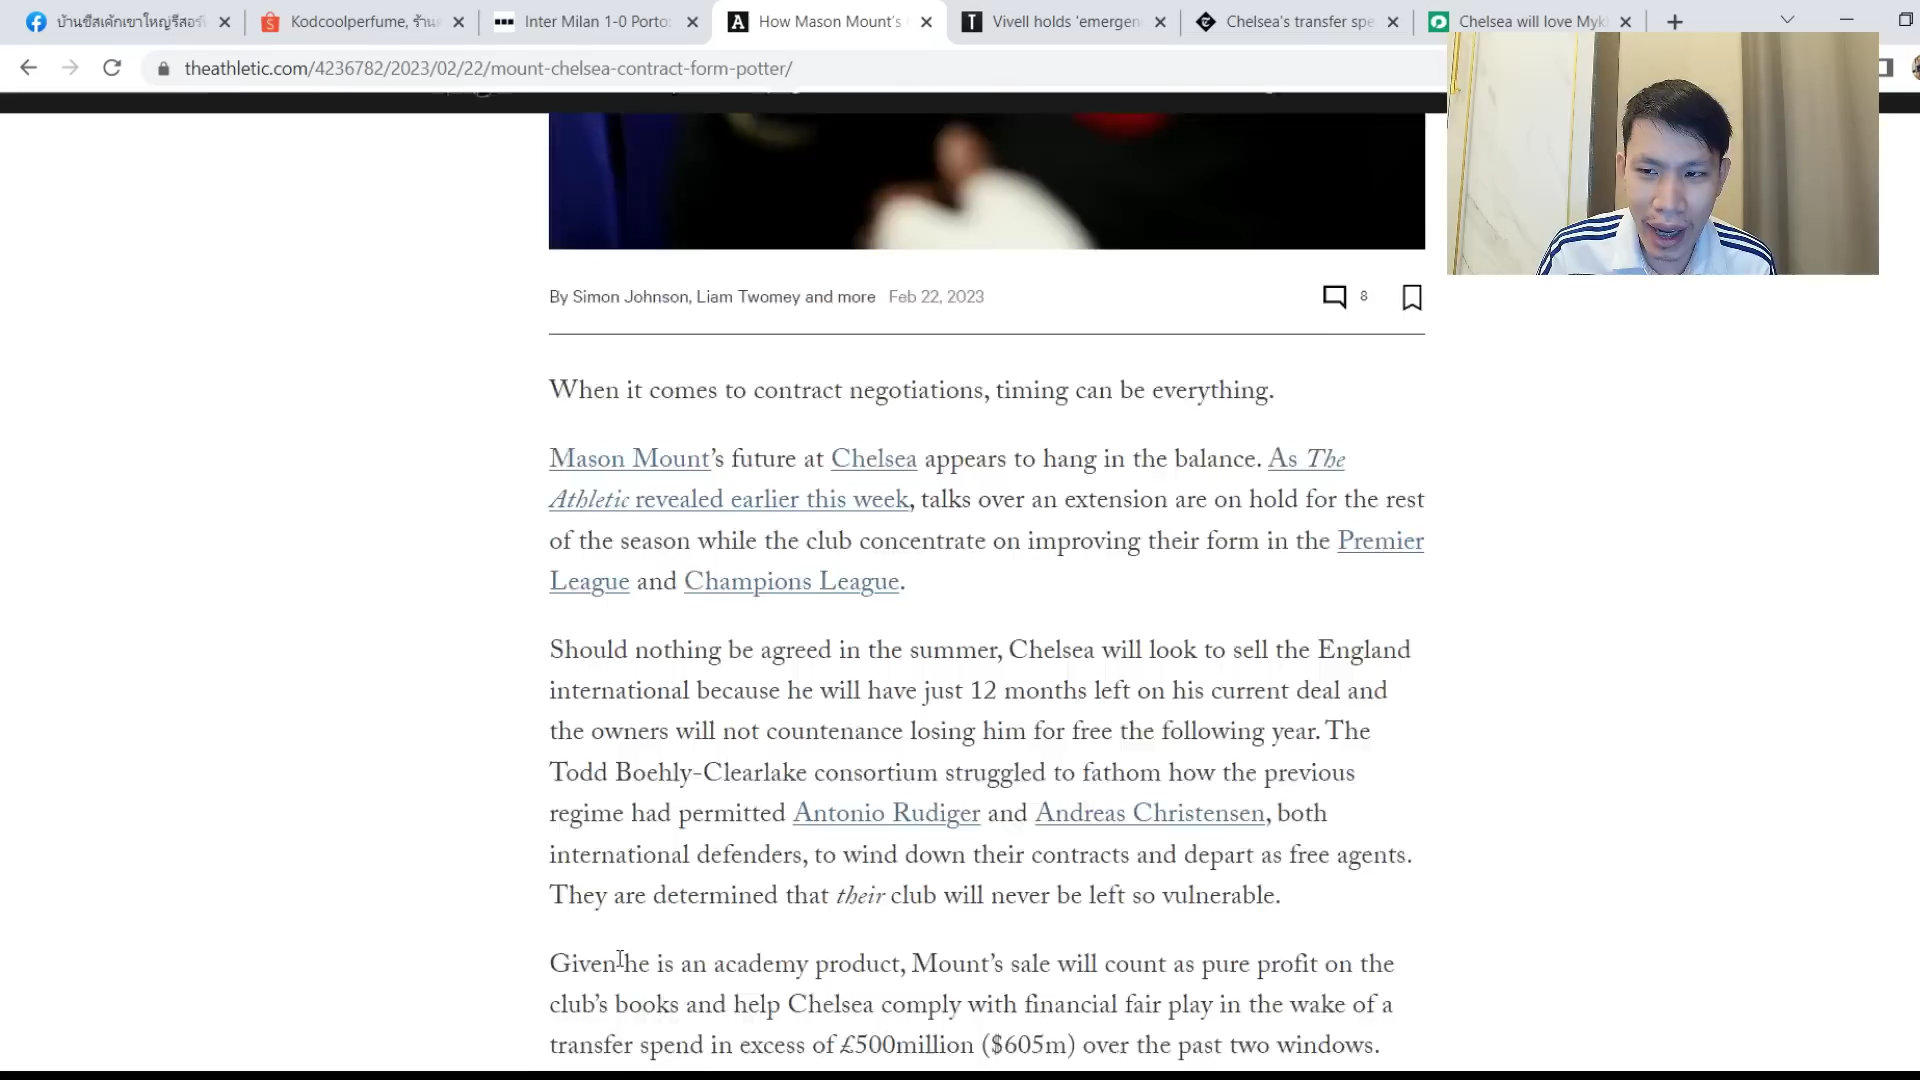 บ้านชีสเค้กเขาใหญ่รีสอร์
Kodcoolperfume, ร้าน
Inter Milan 1-0 Porto:
How Mason Mount's
Vivell holds 'emergen
Chelsea's transfer spe
Chelsea will love Myk
theathletic.com/4236782/2023/02/22/mount-chelsea-contract-form-potter/
By Simon Johnson, Liam Twomey and more Feb 22, 2023
8
When it comes to contract negotiations, timing can be everything.
Mason Mount's future at Chelsea appears to hang in the balance. As The
Athletic revealed earlier this week, talks over an extension are on hold for the rest
of the season while the club concentrate on improving their form in the Premier
League and Champions League.
Should nothing be agreed in the summer, Chelsea will look to sell the England
international because he will have just 12 months left on his current deal and
the owners will not countenance losing him for free the following year. The
Todd Boehly-Clearlake consortium struggled to fathom how the previous
regime had permitted Antonio Rudiger and Andreas Christensen, both
international defenders, to wind down their contracts and depart as free agents.
They are determined that their club will never be left so vulnerable.
Given he is an academy product, Mount's sale will count as pure profit on the
club's books and help Chelsea comply with financial fair play in the wake of a
transfer spend in excess of £500million ($605m) over the past two windows.